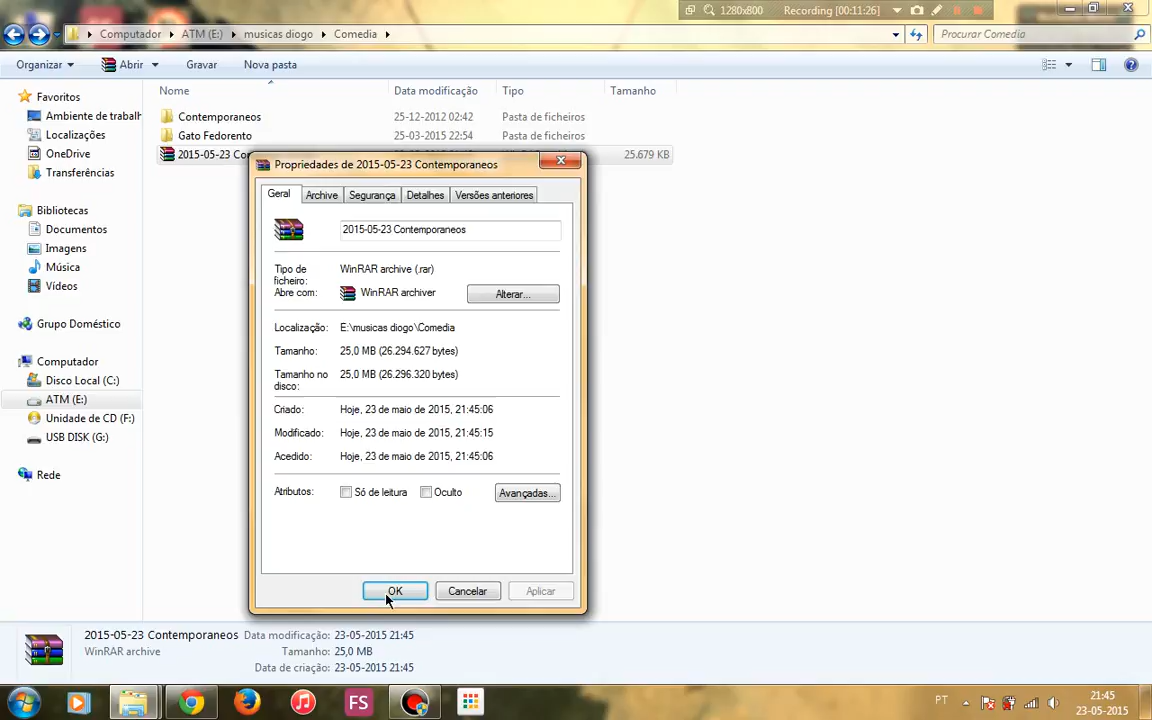 1280x800
Recording [00:11:26]
Computador
ATM (E:)
musicas diogo
Comedia
Procurar Comedia
Organizar
Abrir
Gravar
Nova pasta
Nome
Data modificação
Tipo
Tamanho
Favoritos
Ambiente de trabalh
Localizações
OneDrive
Transferências
Bibliotecas
Documentos
Imagens
Música
Vídeos
Grupo Doméstico
Computador
Disco Local (C:)
ATM (E:)
Unidade de CD (F:)
USB DISK (G:)
Rede
Contemporaneos
25-12-2012 02:42
Pasta de ficheiros
Gato Fedorento
25-03-2015 22:54
Pasta de ficheiros
2015-05-23 Co
25.679 KB
Propriedades de 2015-05-23 Contemporaneos
Geral
Archive
Segurança
Detalhes
Versões anteriores
2015-05-23 Contemporaneos
Tipo de ficheiro:
WinRAR archive (.rar)
Abre com:
WinRAR archiver
Alterar...
Localização:
E:\musicas diogo\Comedia
Tamanho:
25,0 MB (26.294.627 bytes)
Tamanho no disco:
25,0 MB (26.296.320 bytes)
Criado:
Hoje, 23 de maio de 2015, 21:45:06
Modificado:
Hoje, 23 de maio de 2015, 21:45:15
Acedido:
Hoje, 23 de maio de 2015, 21:45:06
Atributos:
Só de leitura
Oculto
Avançadas...
OK
Cancelar
Aplicar
2015-05-23 Contemporaneos
Data modificação: 23-05-2015 21:45
WinRAR archive
Tamanho: 25,0 MB
Data de criação: 23-05-2015 21:45
FS
PT
21:45
23-05-2015